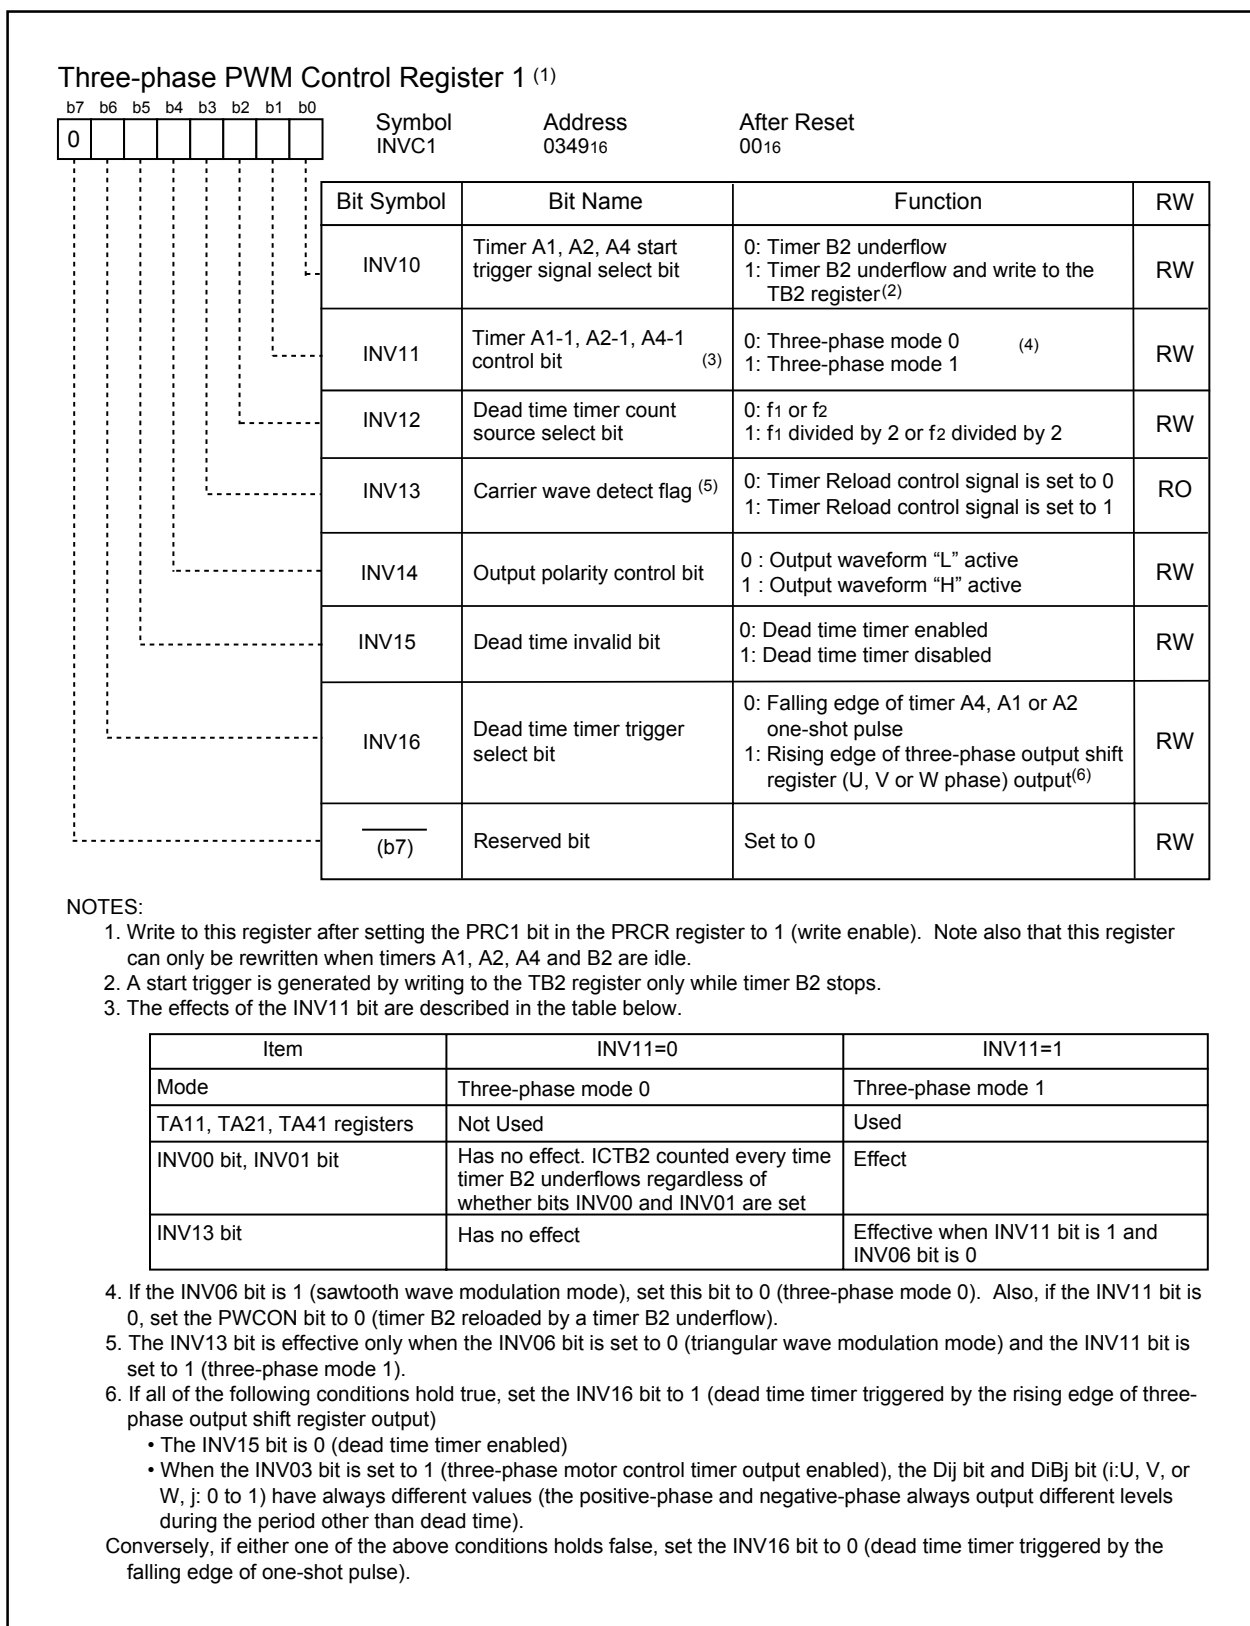 Three-phase PWM Control Register 1 (1)
b7 b6 b5 b4 b3 b2 b1 b0
0
Symbol Address After Reset
INVC1 034916 0016
Bit Symbol Bit Name Function RW
INV10
Timer A1, A2, A4 start
trigger signal select bit
0: Timer B2 underflow
1: Timer B2 underflow and write to the
TB2 register(2)
RW
INV11
Timer A1-1, A2-1, A4-1
control bit (3)
0: Three-phase mode 0 (4)
1: Three-phase mode 1
RW
INV12
Dead time timer count
source select bit
0: f1 or f2
1: f1 divided by 2 or f2 divided by 2
RW
INV13
Carrier wave detect flag (5)
0: Timer Reload control signal is set to 0
1: Timer Reload control signal is set to 1
RO
INV14
Output polarity control bit
0 : Output waveform “L” active
1 : Output waveform “H” active
RW
INV15
Dead time invalid bit
0: Dead time timer enabled
1: Dead time timer disabled
RW
INV16
Dead time timer trigger
select bit
0: Falling edge of timer A4, A1 or A2
one-shot pulse
1: Rising edge of three-phase output shift
register (U, V or W phase) output(6)
RW
(b7)
Reserved bit
Set to 0
RW
NOTES:
1. Write to this register after setting the PRC1 bit in the PRCR register to 1 (write enable). Note also that this register
can only be rewritten when timers A1, A2, A4 and B2 are idle.
2. A start trigger is generated by writing to the TB2 register only while timer B2 stops.
3. The effects of the INV11 bit are described in the table below.
Item INV11=0 INV11=1
Mode Three-phase mode 0 Three-phase mode 1
TA11, TA21, TA41 registers Not Used Used
INV00 bit, INV01 bit
Has no effect. ICTB2 counted every time
timer B2 underflows regardless of
whether bits INV00 and INV01 are set
Effect
INV13 bit
Has no effect
Effective when INV11 bit is 1 and
INV06 bit is 0
4. If the INV06 bit is 1 (sawtooth wave modulation mode), set this bit to 0 (three-phase mode 0). Also, if the INV11 bit is
0, set the PWCON bit to 0 (timer B2 reloaded by a timer B2 underflow).
5. The INV13 bit is effective only when the INV06 bit is set to 0 (triangular wave modulation mode) and the INV11 bit is
set to 1 (three-phase mode 1).
6. If all of the following conditions hold true, set the INV16 bit to 1 (dead time timer triggered by the rising edge of three-
phase output shift register output)
• The INV15 bit is 0 (dead time timer enabled)
• When the INV03 bit is set to 1 (three-phase motor control timer output enabled), the Dij bit and DiBj bit (i:U, V, or
W, j: 0 to 1) have always different values (the positive-phase and negative-phase always output different levels
during the period other than dead time).
Conversely, if either one of the above conditions holds false, set the INV16 bit to 0 (dead time timer triggered by the
falling edge of one-shot pulse).